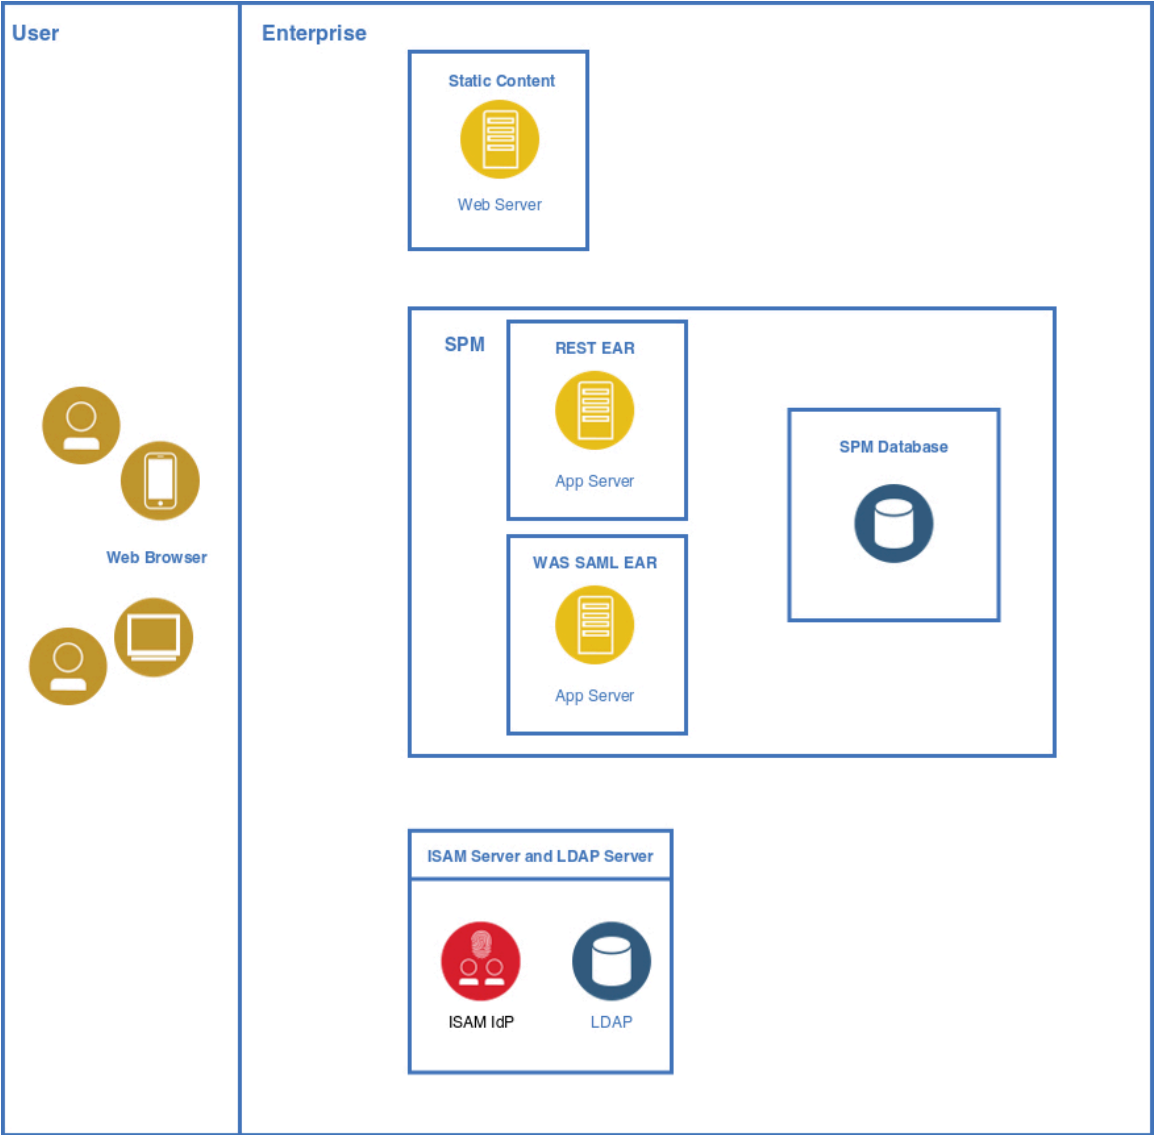 User
Enterprise
Static Content
Web Server
SPM
REST EAR
App Server
SPM Database
Web Browser
WAS SAML EAR
App Server
ISAM Server and LDAP Server
ISAM IdP
LDAP